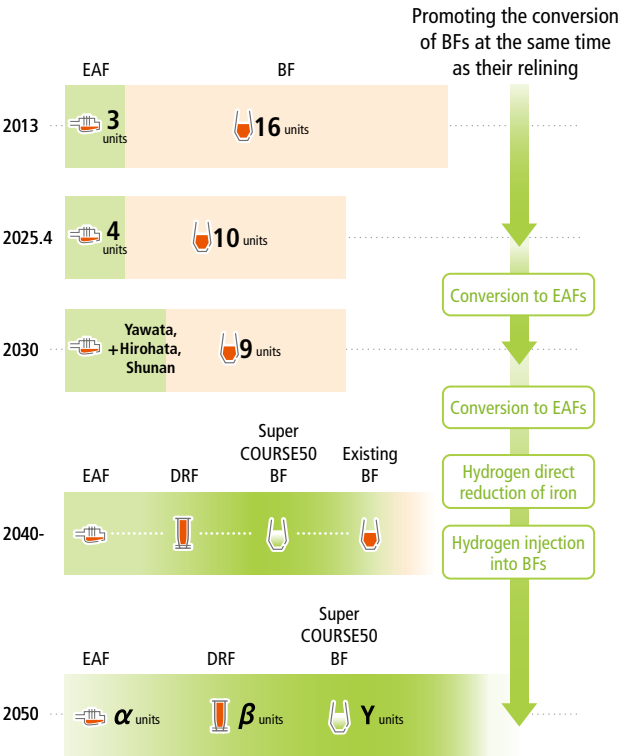 Promoting the conversion
of BFs at the same time
as their relining
EAF
BF
2013
3
units
16 units
2025.4
4
units
10 units
Conversion to EAFs
2030
Yawata,
+Hirohata,
Shunan
9 units
Conversion to EAFs
Super
COURSE50
BF
Existing
BF
EAF
DRF
Hydrogen direct
reduction of iron
2040-
Hydrogen injection
into BFs
Super
COURSE50
BF
EAF
DRF
2050
α units
β units
γ units